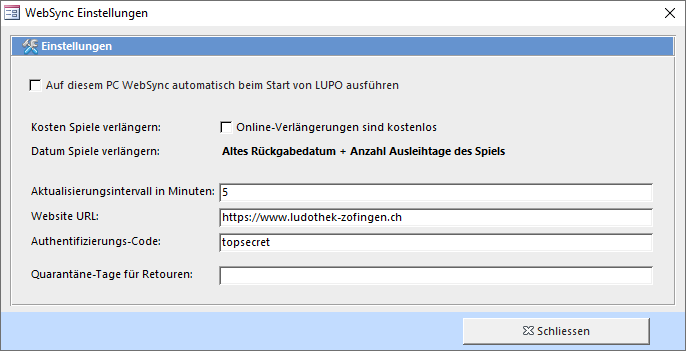 WebSync Einstellungen
Einstellungen
Auf diesem PC WebSync automatisch beim Start von LUPO ausführen
Kosten Spiele verlängern: Online-Verlängerungen sind kostenlos
Datum Spiele verlängern: Altes Rückgabedatum + Anzahl Ausleihtage des Spiels
Aktualisierungsintervall in Minuten: 5
Website URL: https://www.ludothek-zofingen.ch
Authentifizierungs-Code: topsecret
Quarantäne-Tage für Retouren:
Schliessen